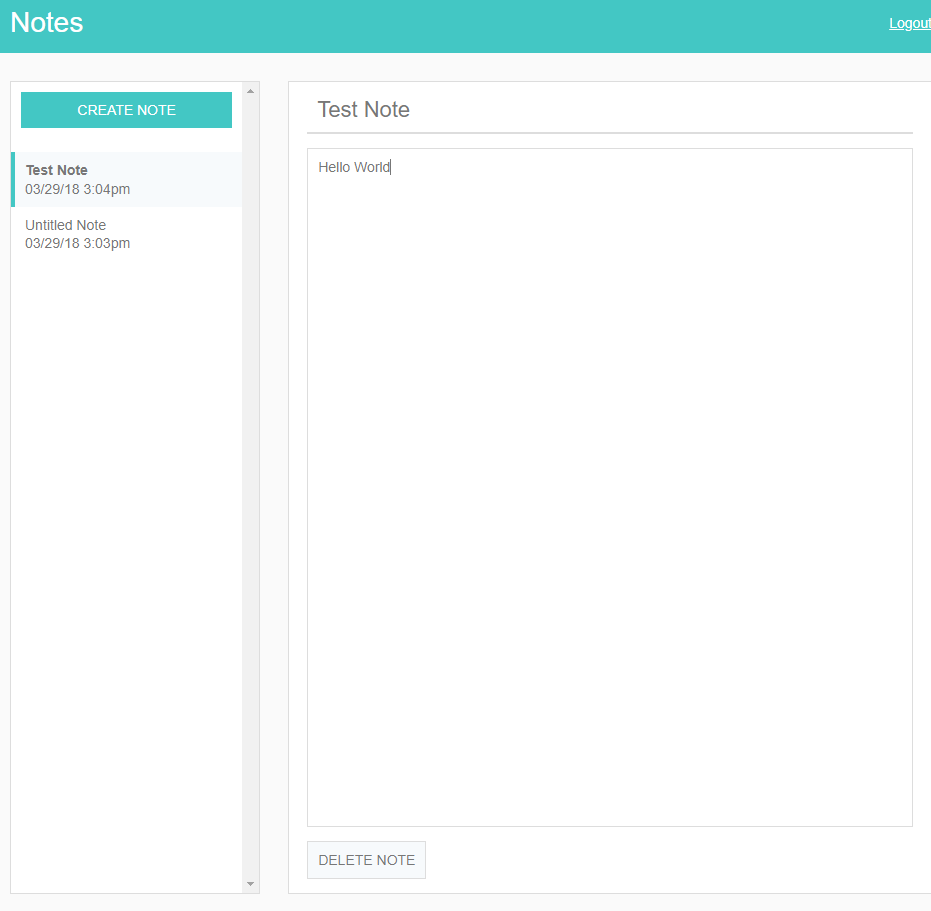 Notes
Logout
CREATE NOTE
Test Note
03/29/18 3:04pm
Untitled Note
03/29/18 3:03pm
Test Note
Hello World
DELETE NOTE